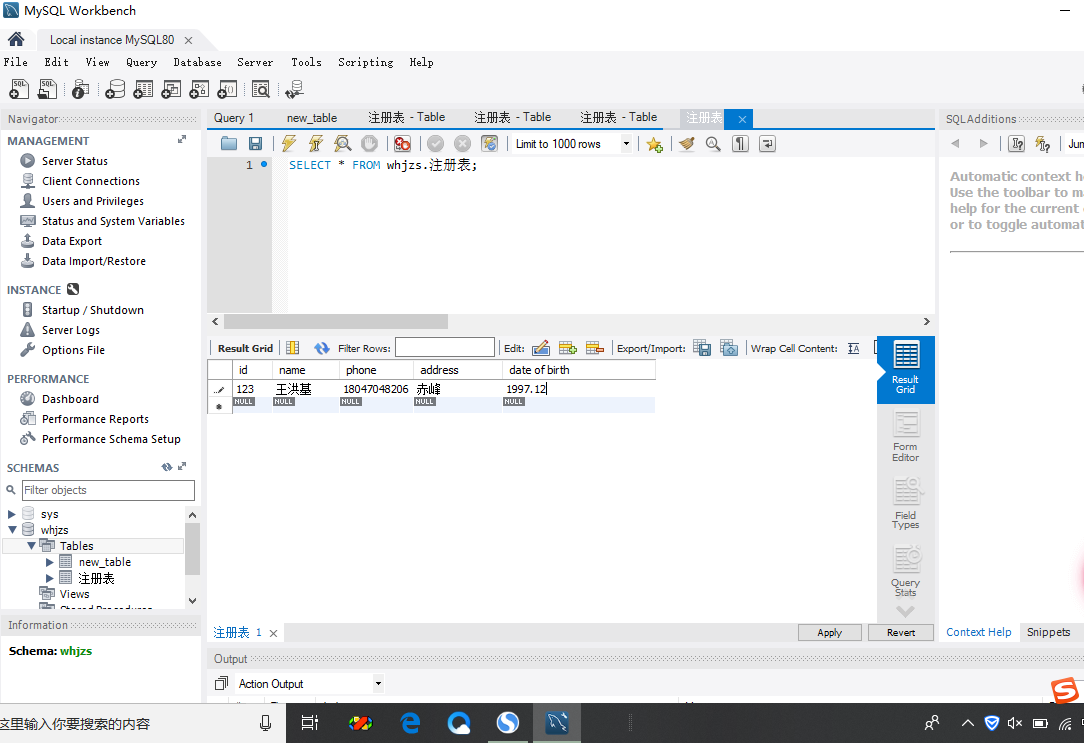 MySQL Workbench
Local instance MySQL80
File Edit View Query Database Server Tools Scripting Help
Navigator
MANAGEMENT
Server Status
Client Connections
Users and Privileges
Status and System Variables
Data Export
Data Import/Restore
INSTANCE
Startup / Shutdown
Server Logs
Options File
PERFORMANCE
Dashboard
Performance Reports
Performance Schema Setup
SCHEMAS
Filter objects
sys
whjzs
Tables
new_table
注册表
Views
Stored Procedures
Information
Schema: whjzs
Query 1 new_table 注册表 - Table 注册表 - Table 注册表 - Table 注册表
Limit to 1000 rows
1 SELECT * FROM whjzs.注册表;
Result Grid Filter Rows: Edit: Export/Import: Wrap Cell Content:
id name phone address date of birth
123 王洪基 18047048206 赤峰 1997.12
NULL NULL NULL NULL NULL
Result Grid
Form Editor
Field Types
Query Stats
注册表 1
Apply Revert
Output
Action Output
SQLAdditions
Jum
Automatic context he
Use the toolbar to ma
help for the current
or to toggle automat
Context Help Snippets
这里输入你要搜索的内容